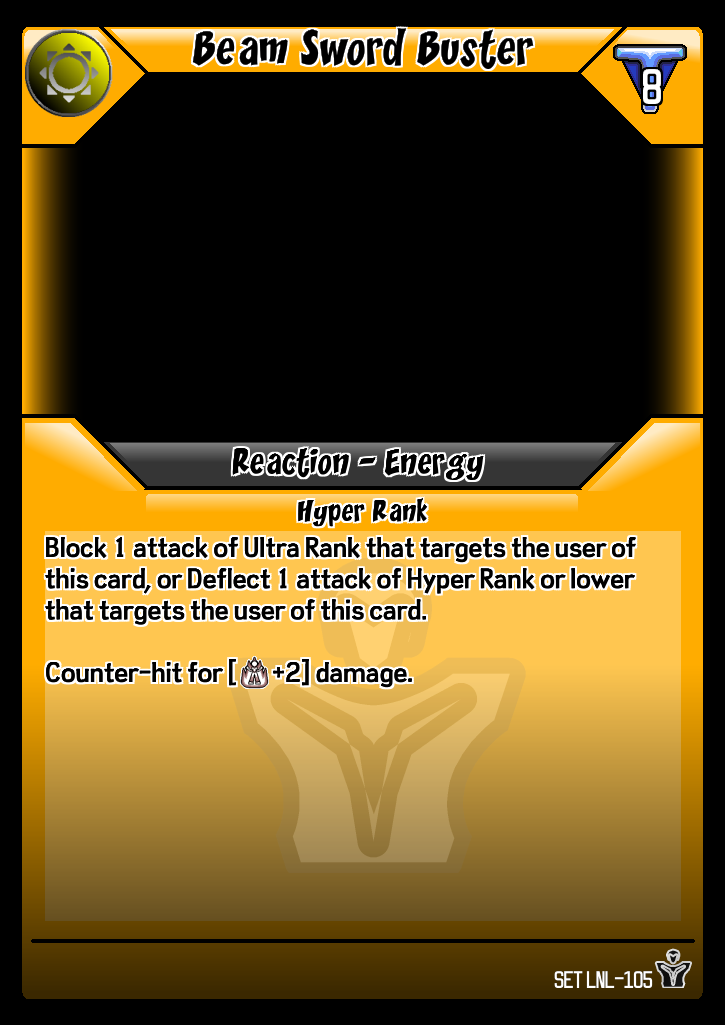 Beam Sword Buster
8
Reaction - Energy
Hyper Rank
Block 1 attack of Ultra Rank that targets the user of
this card, or Deflect 1 attack of Hyper Rank or lower
that targets the user of this card.
Counter-hit for [ +2] damage.
SET LNL-105